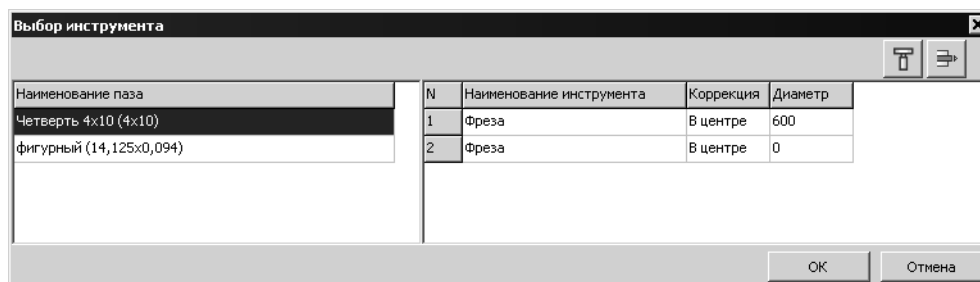 Выбор инструмента
Наименование паза
Четверть 4x10 (4x10)
фигурный (14,125x0,094)
N Наименование инструмента Коррекция Диаметр
1 Фреза В центре 600
2 Фреза В центре 0
OK Отмена